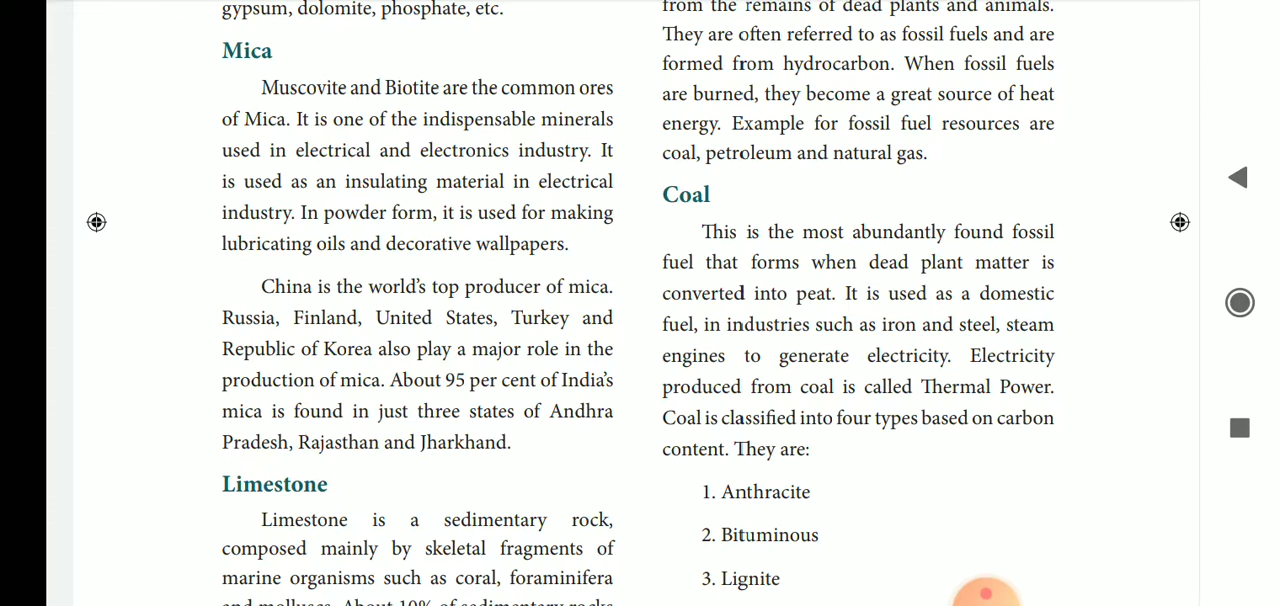 gypsum, dolomite, phosphate, etc.
Mica
Muscovite and Biotite are the common ores
of Mica. It is one of the indispensable minerals
used in electrical and electronics industry. It
is used as an insulating material in electrical
industry. In powder form, it is used for making
lubricating oils and decorative wallpapers.
China is the world’s top producer of mica.
Russia, Finland, United States, Turkey and
Republic of Korea also play a major role in the
production of mica. About 95 per cent of India’s
mica is found in just three states of Andhra
Pradesh, Rajasthan and Jharkhand.
Limestone
Limestone is a sedimentary rock,
composed mainly by skeletal fragments of
marine organisms such as coral, foraminifera
and molluscs. About 10% of sedimentary rocks
from the remains of dead plants and animals.
They are often referred to as fossil fuels and are
formed from hydrocarbon. When fossil fuels
are burned, they become a great source of heat
energy. Example for fossil fuel resources are
coal, petroleum and natural gas.
Coal
This is the most abundantly found fossil
fuel that forms when dead plant matter is
converted into peat. It is used as a domestic
fuel, in industries such as iron and steel, steam
engines to generate electricity. Electricity
produced from coal is called Thermal Power.
Coal is classified into four types based on carbon
content. They are:
1. Anthracite
2. Bituminous
3. Lignite